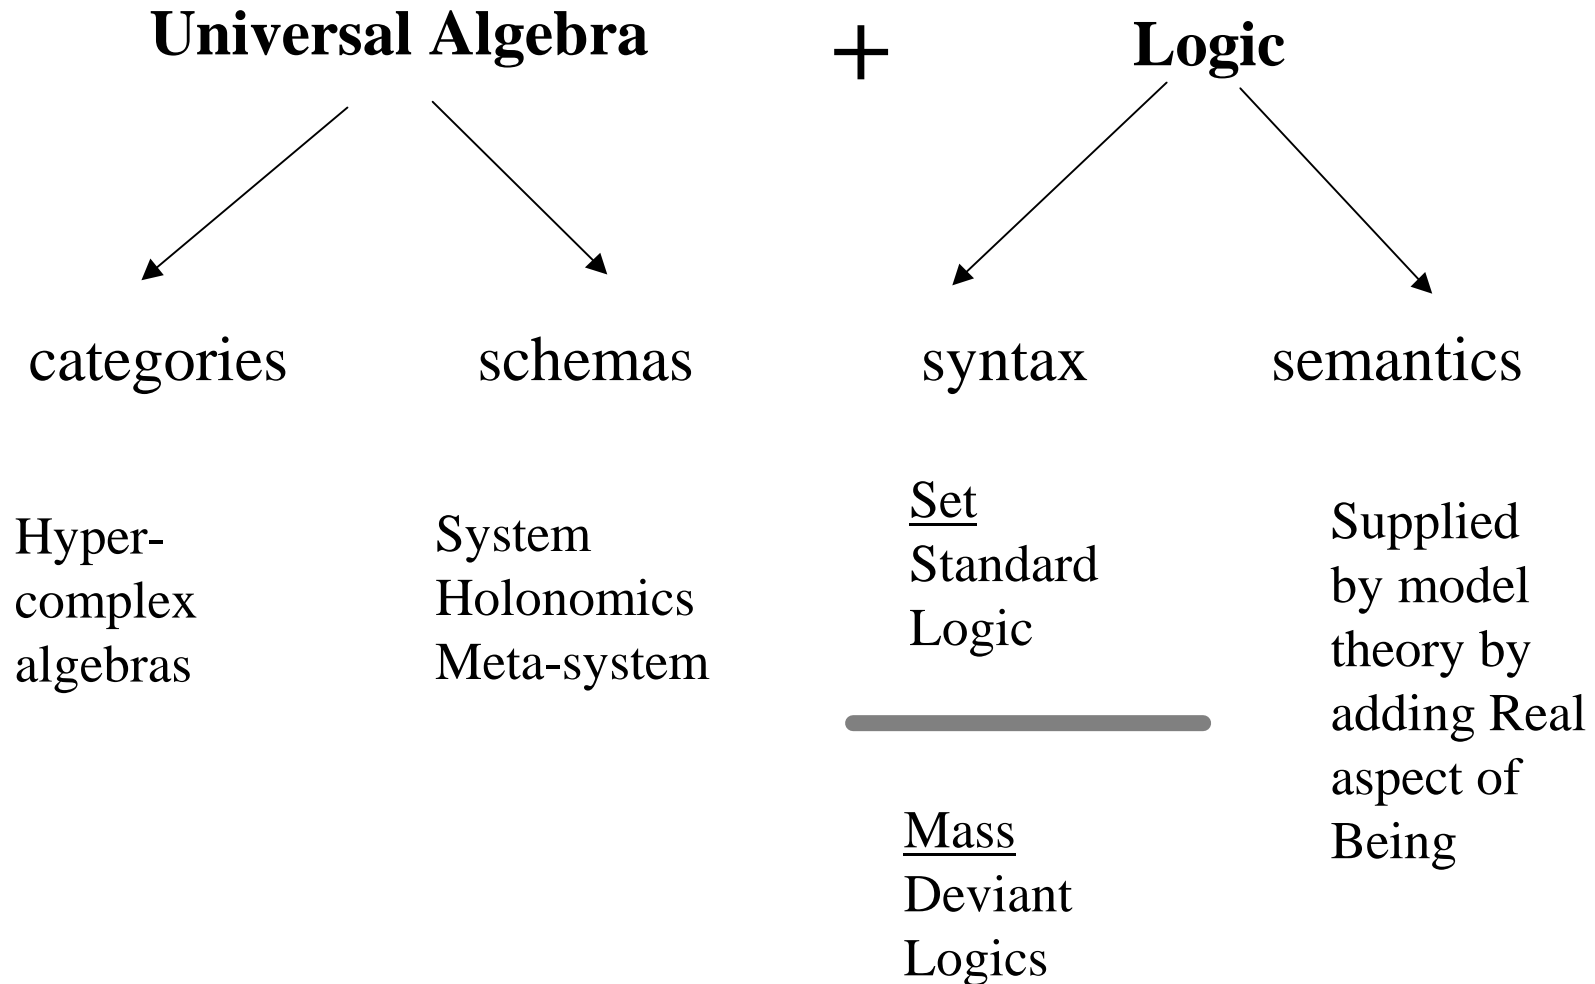 Universal Algebra + Logic
categories schemas syntax semantics
Hyper-
complex
algebras
System
Holonomics
Meta-system
Set
Standard
Logic
Mass
Deviant
Logics
Supplied
by model
theory by
adding Real
aspect of
Being